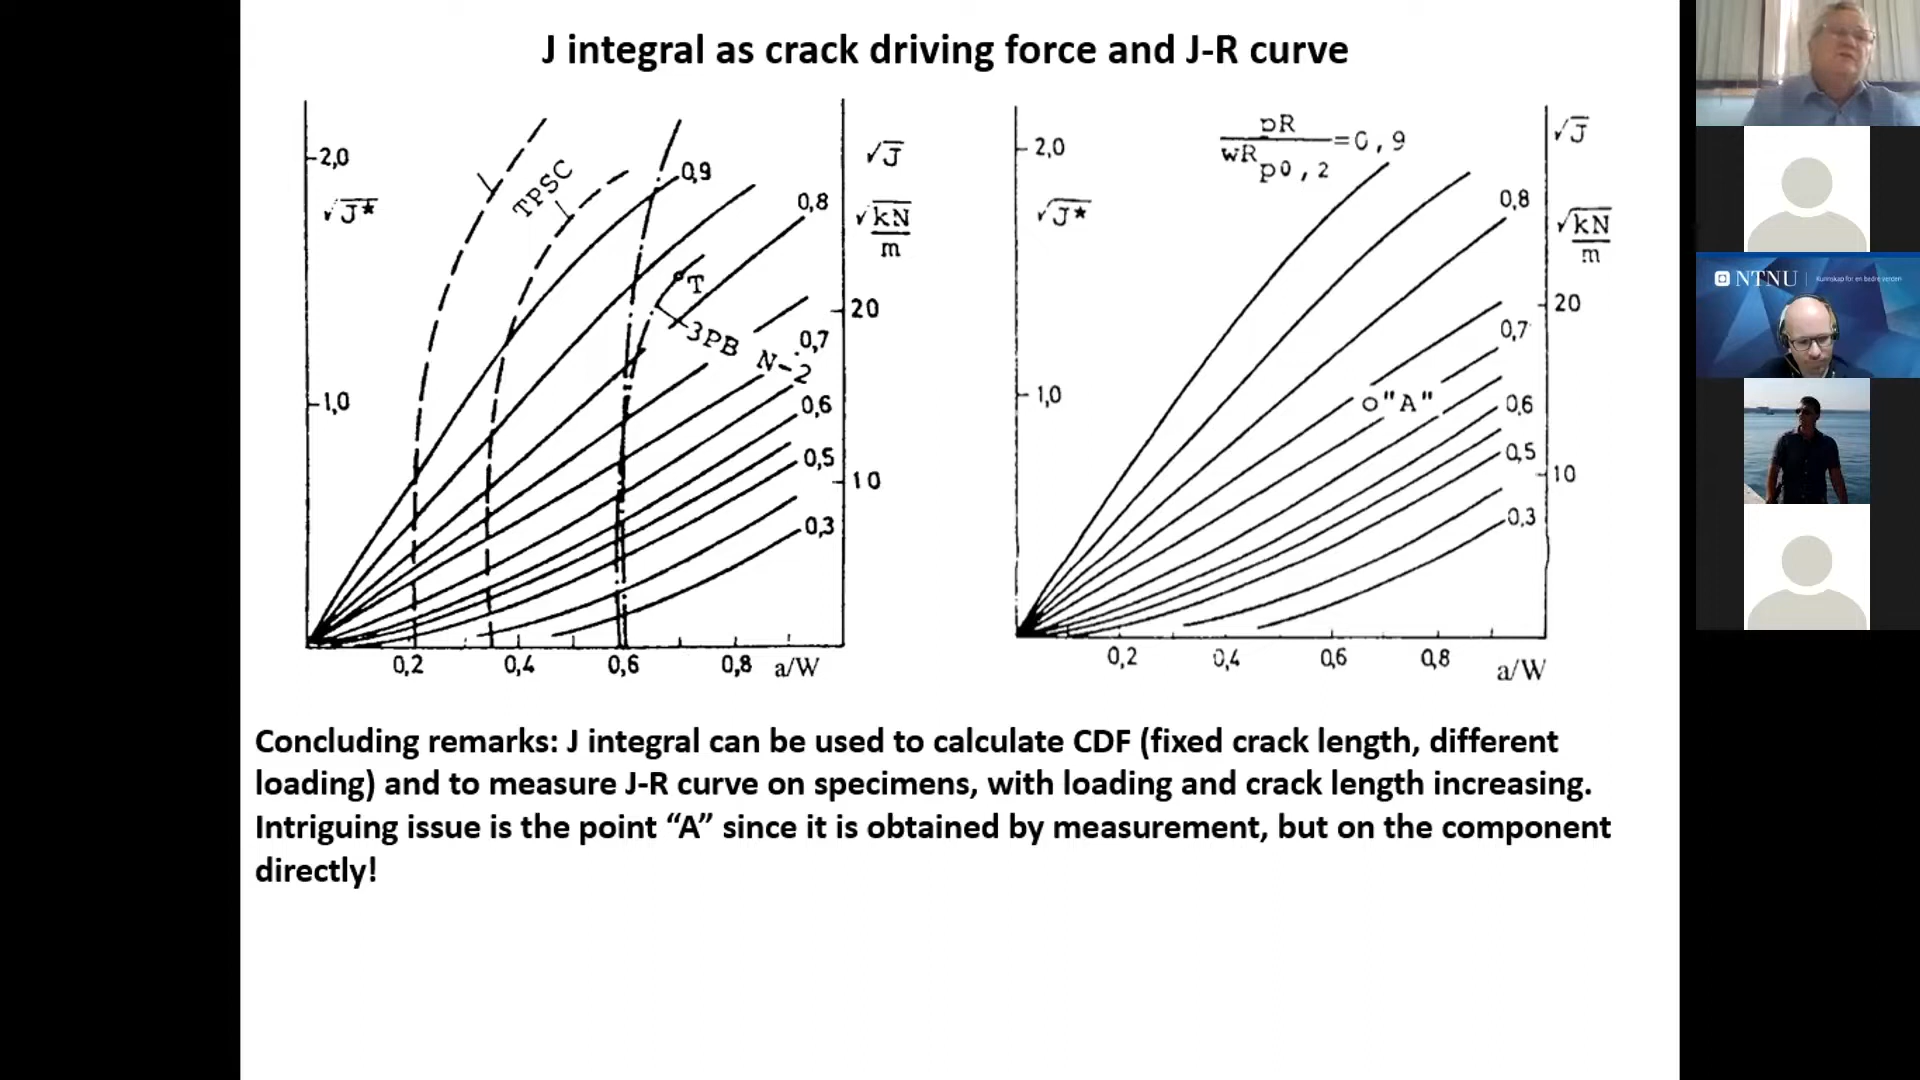 J integral as crack driving force and J-R curve
2,0
√J*
1,0
TPSC
0,9
0,8
T
3PB N-2
0,7
0,6
0,5
0,3
√J
√kN
m
20
10
0,2 0,4 0,6 0,8 a/W
pR
wRp0,2
=0,9
2,0
√J*
1,0
0,8
0,7
o"A"
0,6
0,5
0,3
√J
√kN
m
20
10
0,2 0,4 0,6 0,8 a/W
Concluding remarks: J integral can be used to calculate CDF (fixed crack length, different
loading) and to measure J-R curve on specimens, with loading and crack length increasing.
Intriguing issue is the point “A” since it is obtained by measurement, but on the component
directly!
NTNU
Kunnskap for en bedre verden